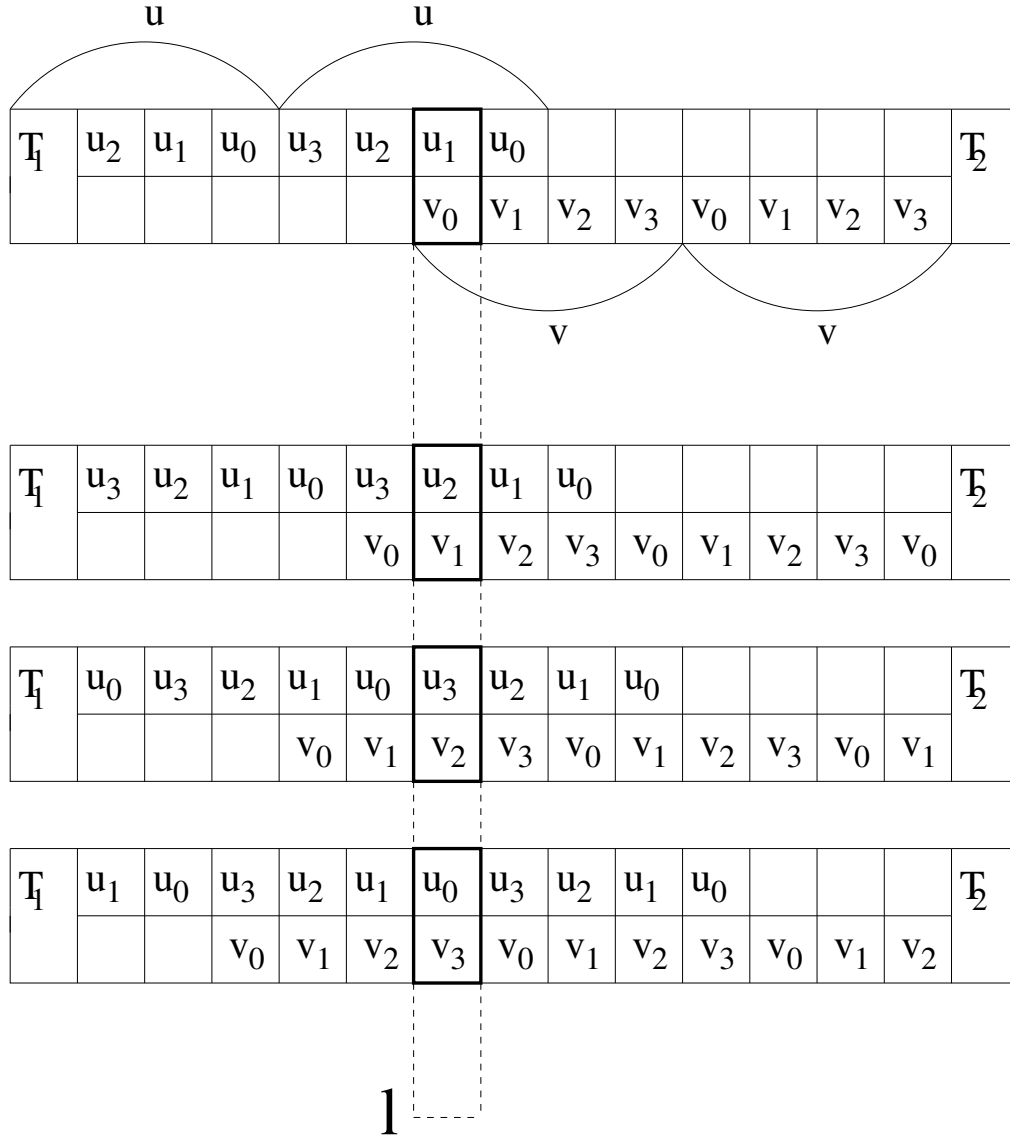 u u
T₁ u₂ u₁ u₀ u₃ u₂ u₁ u₀ T₂
v₀ v₁ v₂ v₃ v₀ v₁ v₂ v₃
v v
T₁ u₃ u₂ u₁ u₀ u₃ u₂ u₁ u₀ T₂
v₀ v₁ v₂ v₃ v₀ v₁ v₂ v₃ v₀
T₁ u₀ u₃ u₂ u₁ u₀ u₃ u₂ u₁ u₀ T₂
v₀ v₁ v₂ v₃ v₀ v₁ v₂ v₃ v₀ v₁
T₁ u₁ u₀ u₃ u₂ u₁ u₀ u₃ u₂ u₁ u₀ T₂
v₀ v₁ v₂ v₃ v₀ v₁ v₂ v₃ v₀ v₁ v₂
l